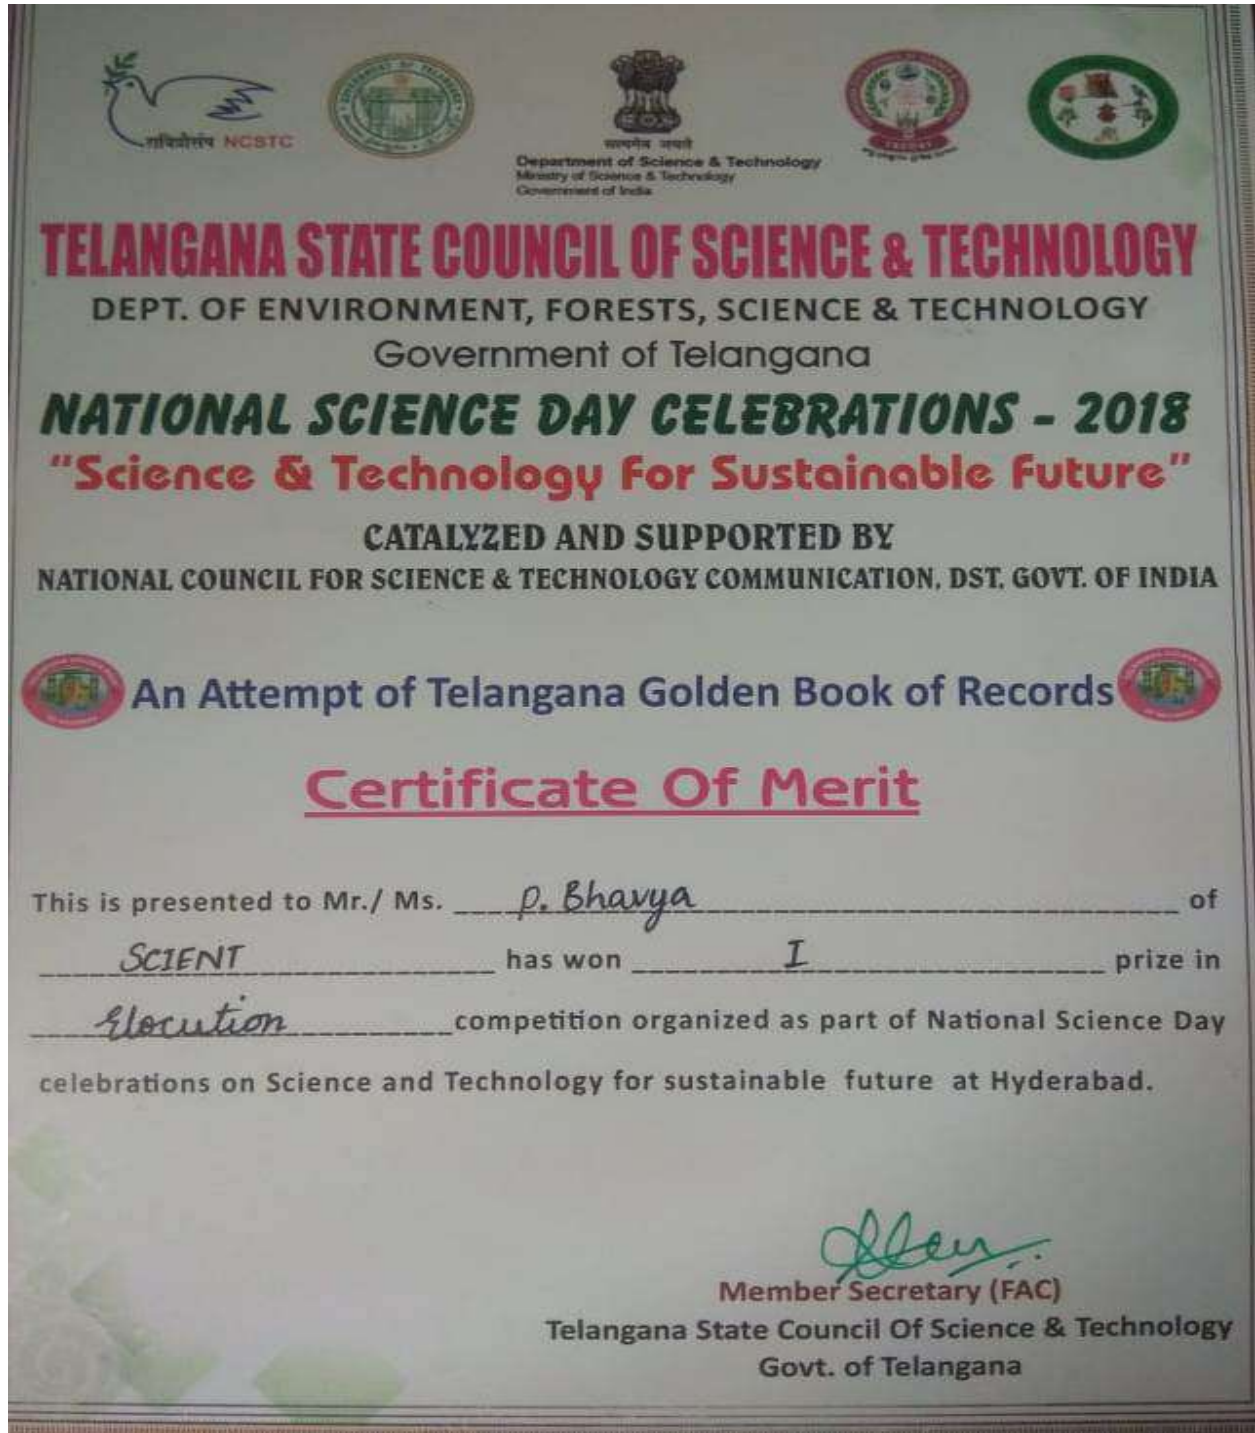 राविप्रौसंप NCSTC
GOVERNMENT OF TELANGANA
सत्यमेव जयते
Department of Science & Technology
Ministry of Science & Technology
Government of India
TELANGANA STATE COUNCIL OF SCIENCE & TECHNOLOGY
DEPT. OF ENVIRONMENT, FORESTS, SCIENCE & TECHNOLOGY
Government of Telangana
NATIONAL SCIENCE DAY CELEBRATIONS - 2018
"Science & Technology For Sustainable Future"
CATALYZED AND SUPPORTED BY
NATIONAL COUNCIL FOR SCIENCE & TECHNOLOGY COMMUNICATION, DST, GOVT. OF INDIA
An Attempt of Telangana Golden Book of Records
Certificate Of Merit
This is presented to Mr./ Ms. P. Bhavya of
SCIENT has won I prize in
Elocution competition organized as part of National Science Day
celebrations on Science and Technology for sustainable future at Hyderabad.
Member Secretary (FAC)
Telangana State Council Of Science & Technology
Govt. of Telangana